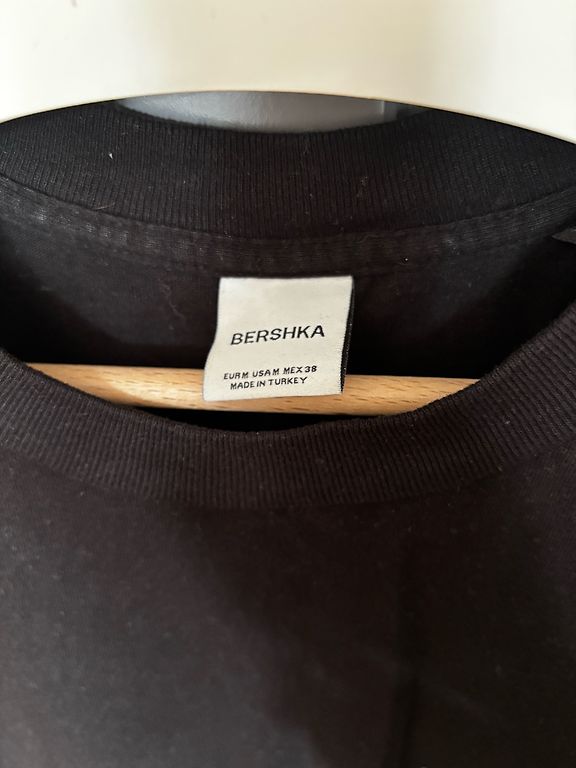 BERSHKA
EUR M USA M MEX 38
MADE IN TURKEY